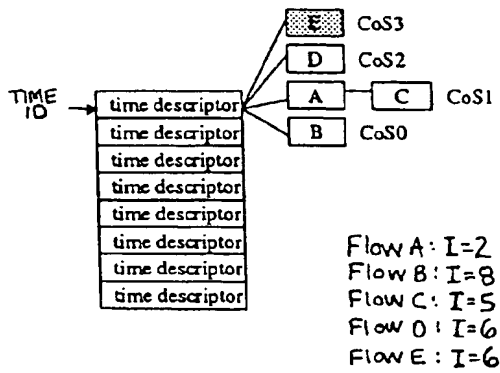 E CoS3
D CoS2
A C CoS1
B CoS0
TIME
ID
time descriptor
time descriptor
time descriptor
time descriptor
time descriptor
time descriptor
time descriptor
time descriptor
Flow A: I=2
Flow B: I=8
Flow C: I=5
Flow D: I=6
Flow E: I=6